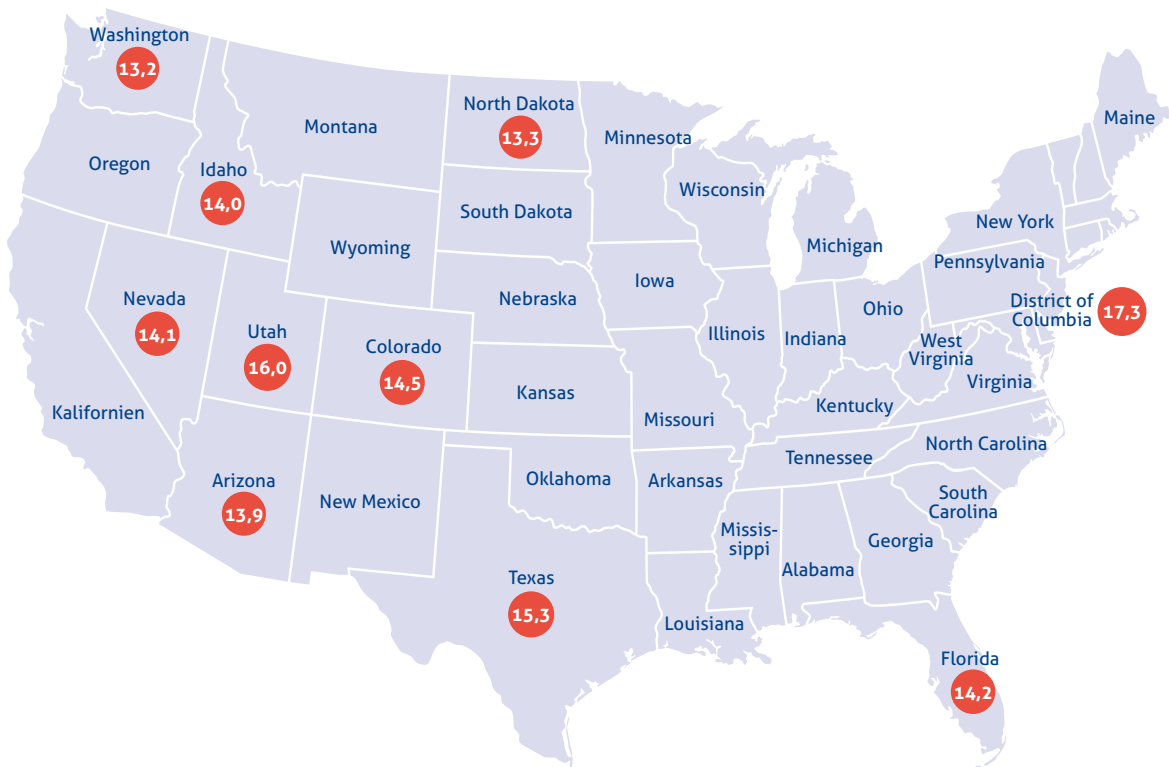 Washington
13,2
Montana
North Dakota
13,3
Minnesota
Maine
Oregon
Idaho
14,0
Wisconsin
South Dakota
New York
Wyoming
Michigan
Pennsylvania
Iowa
Nebraska
Nevada
14,1
Utah
16,0
Colorado
14,5
Illinois
Indiana
Ohio
District of
Columbia
17,3
West
Virginia
Virginia
Kansas
Kalifornien
Missouri
Kentucky
North Carolina
Tennessee
Arizona
13,9
New Mexico
Oklahoma
Arkansas
South
Carolina
Missis-
sippi
Alabama
Georgia
Texas
15,3
Louisiana
Florida
14,2